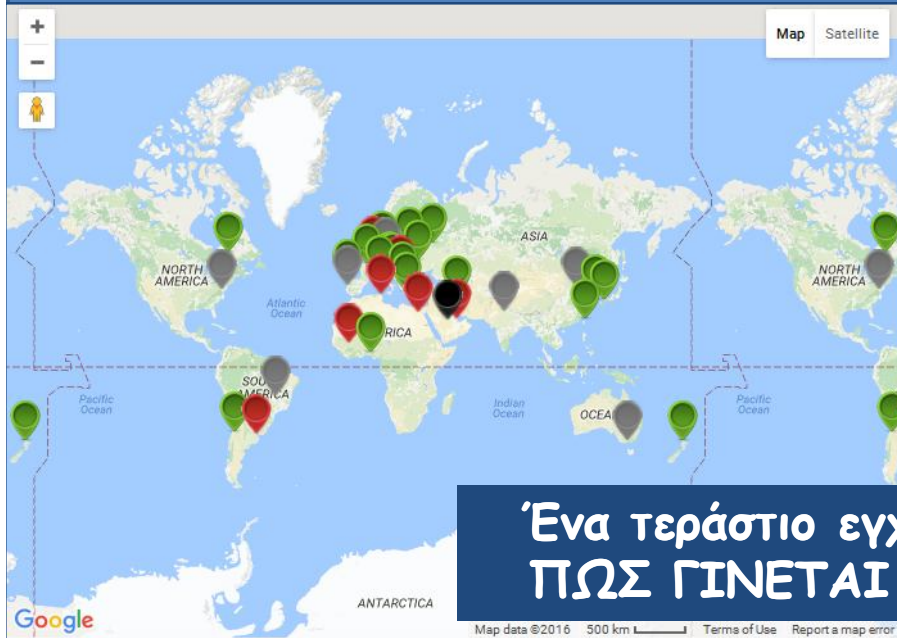 +
Map Satellite
−
ASIA
NORTH
AMERICA
NORTH
AMERICA
Atlantic
Ocean
RICA
SOU
AMERICA
Pacific
Ocean
Indian
Ocean
OCEA
Pacific
Ocean
Ένα τεράστιο εγχ
ΠΩΣ ΓΙΝΕΤΑΙ
ANTARCTICA
Google
Map data ©2016 500 km Terms of Use Report a map error